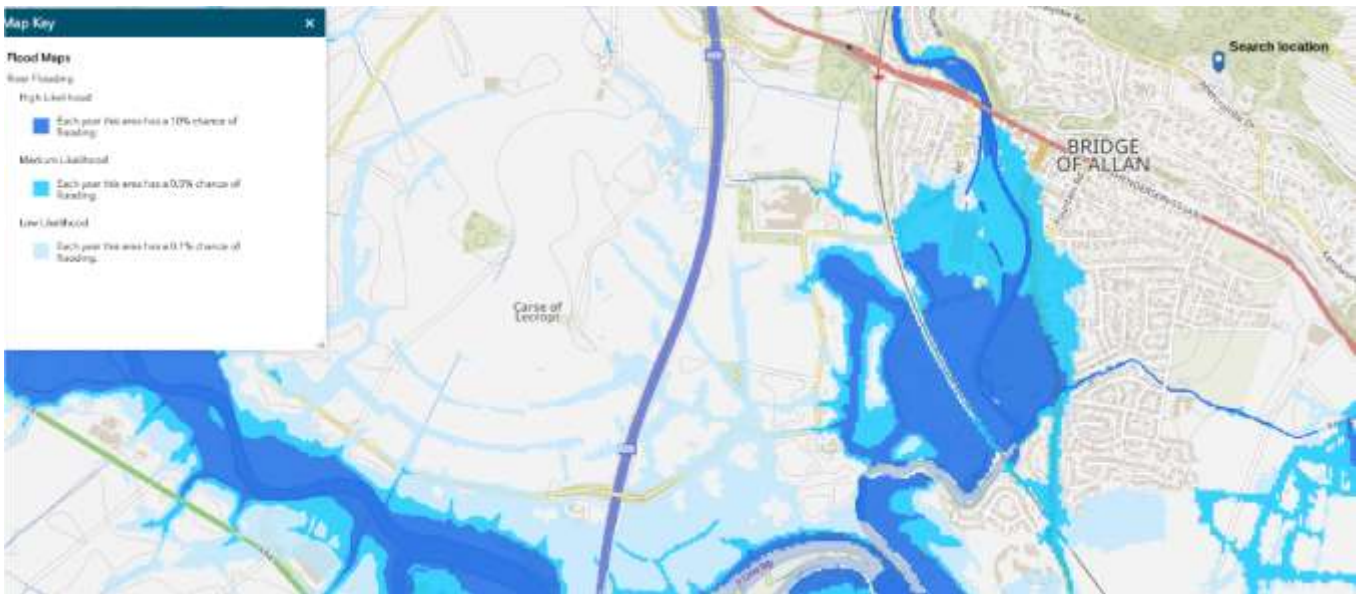 Map Key
Flood Maps
River Flooding
High Likelihood
Each year this area has a 10% chance of
flooding.
Medium Likelihood
Each year this area has a 0.5% chance of
flooding.
Low Likelihood
Each year this area has a 0.1% chance of
flooding.
Search location
BRIDGE
OF ALLAN
Carse of
Lecropt